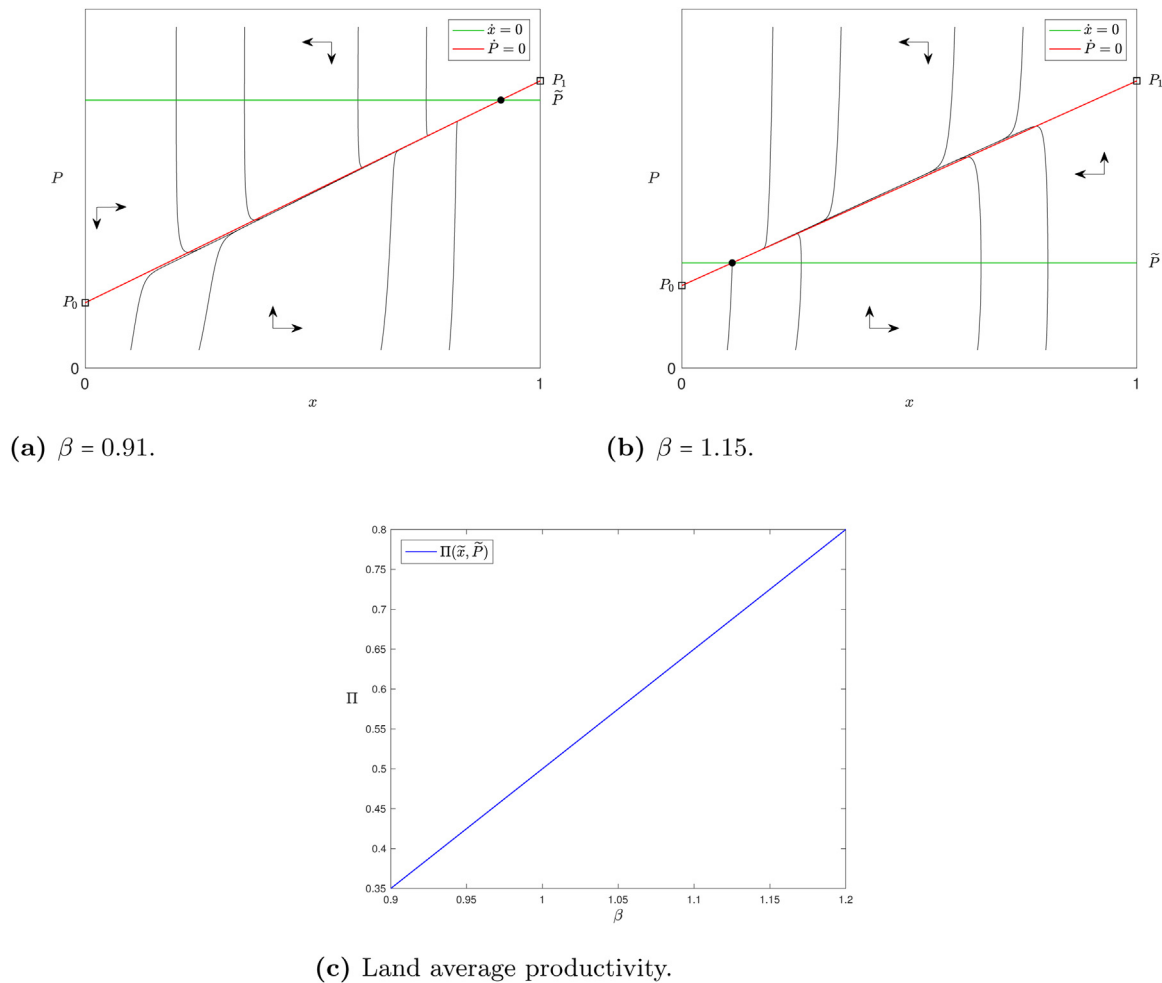 ẋ = 0
Ṗ = 0
P₁
P̃
P
P₀
0
0
1
x
(a) β = 0.91.
ẋ = 0
Ṗ = 0
P₁
P
P̃
P₀
0
0
1
x
(b) β = 1.15.
0.8
Π(x̃, P̃)
0.75
0.7
0.65
0.6
Π
0.55
0.5
0.45
0.4
0.35
0.9 0.95 1 1.05 1.1 1.15 1.2
β
(c) Land average productivity.